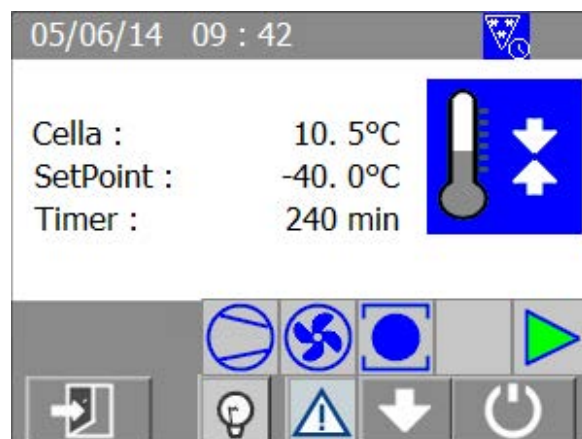 05/06/14 09 : 42
Cella : 10. 5°C
SetPoint : -40. 0°C
Timer : 240 min